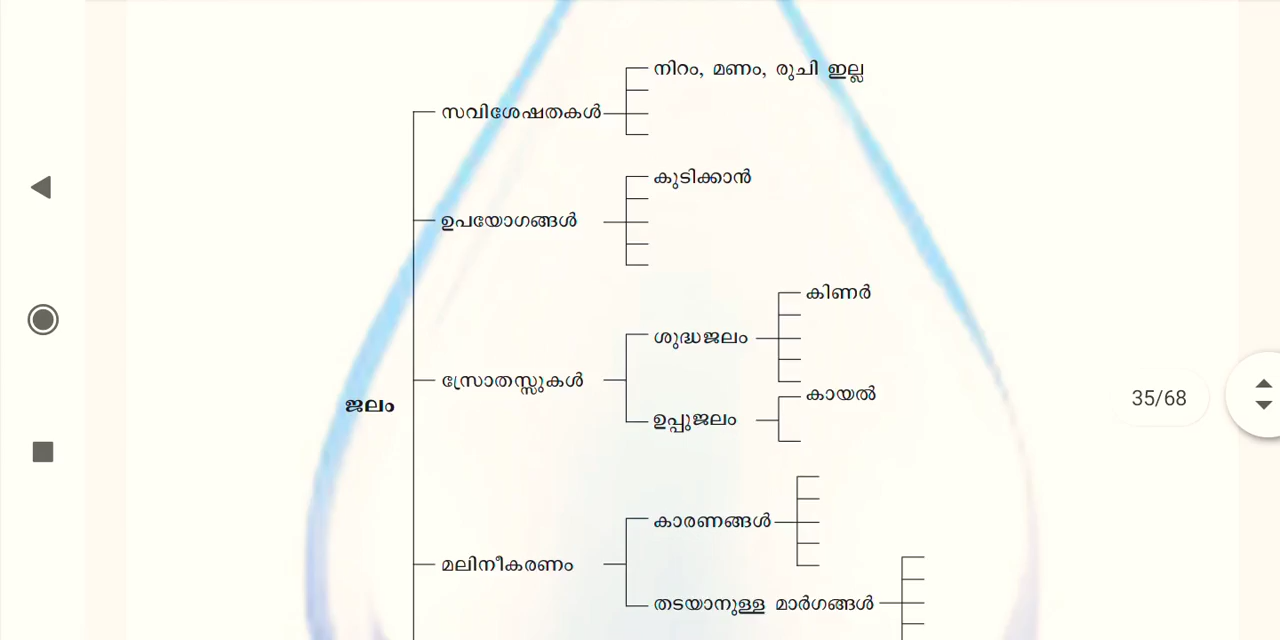 നിറം, മണം, രുചി ഇല്ല
സവിശേഷതകൾ
കുടിക്കാൻ
ഉപയോഗങ്ങൾ
കിണർ
ശുദ്ധജലം
സ്രോതസ്സുകൾ
കായൽ
ജലം
ഉപ്പുജലം
35/68
കാരണങ്ങൾ
മലിനീകരണം
തടയാനുള്ള മാർഗങ്ങൾ